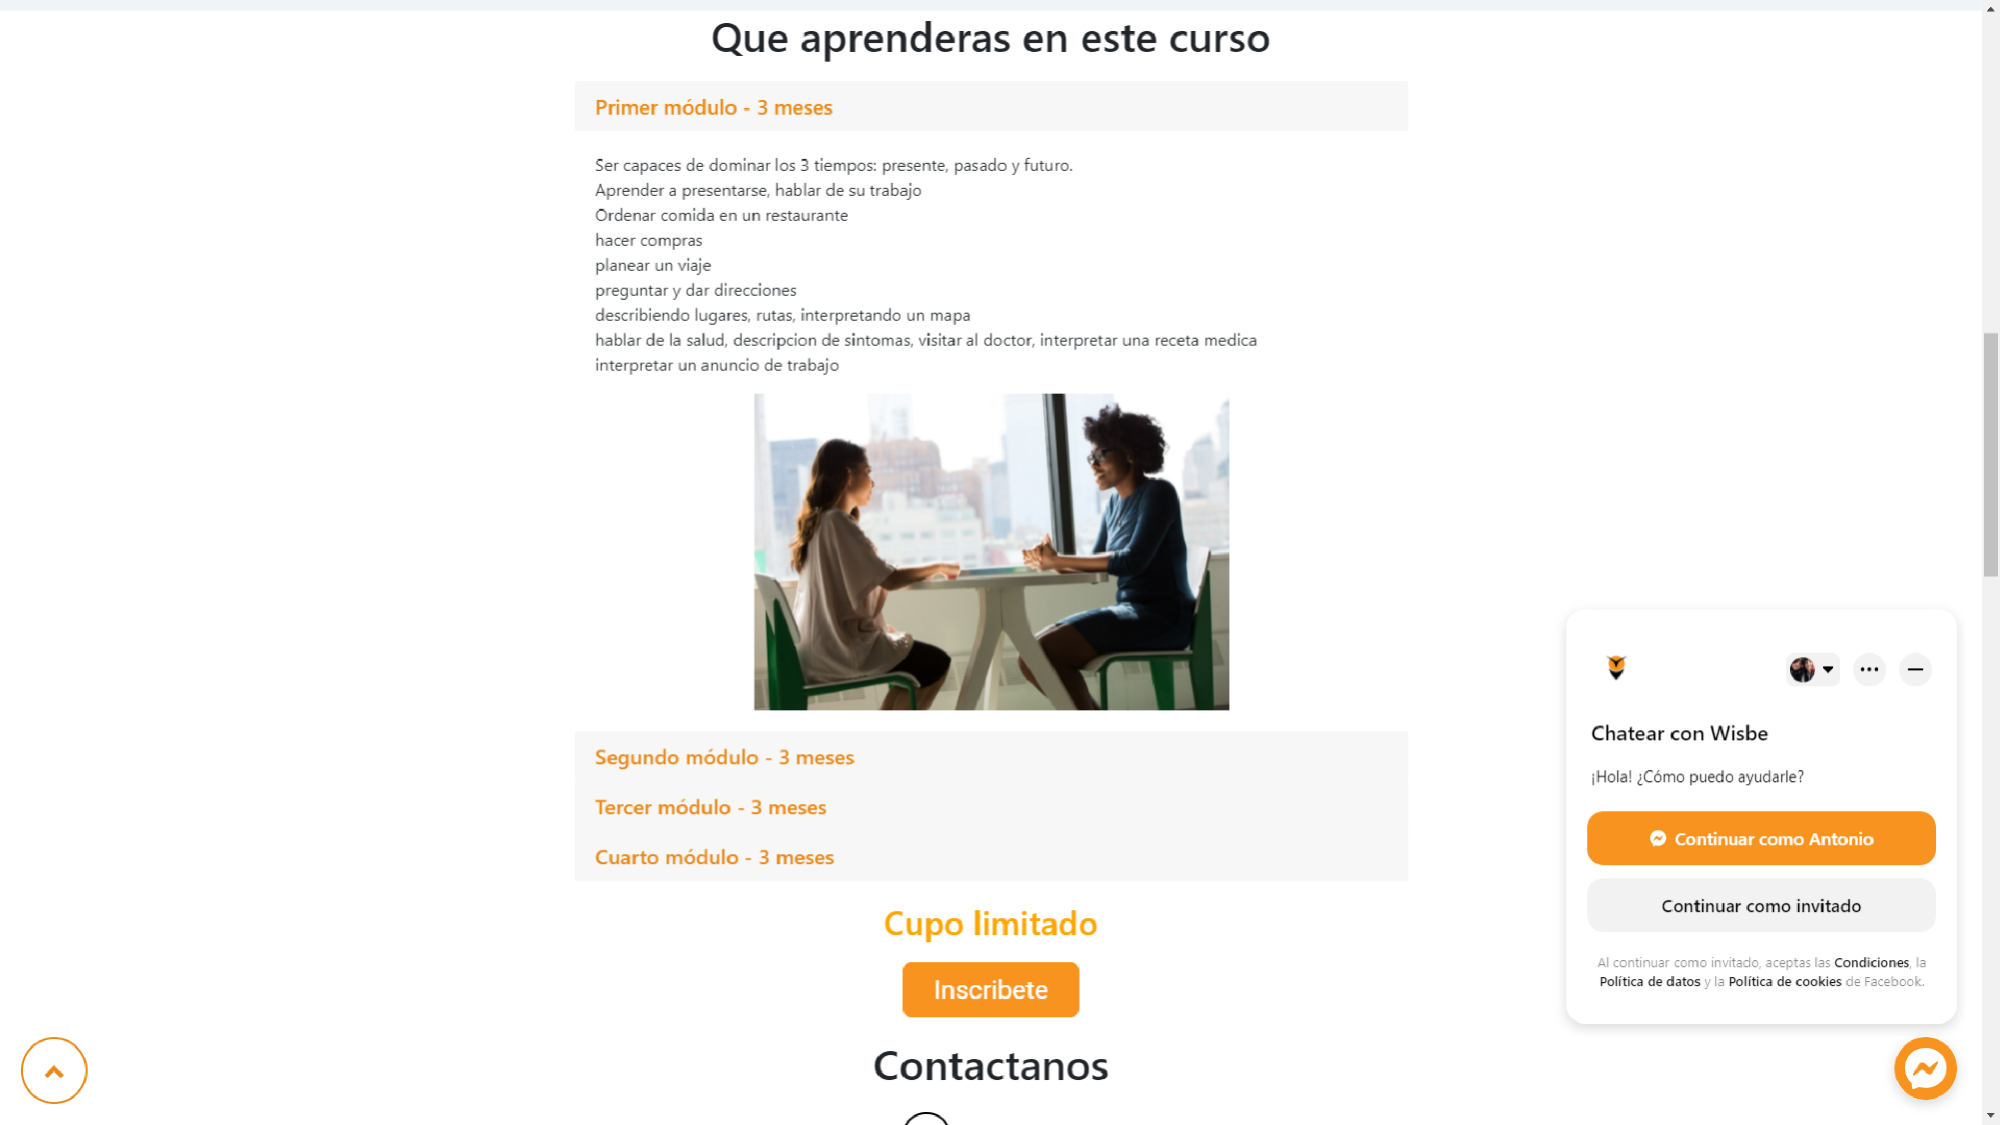 Que aprenderas en este curso
Primer módulo - 3 meses
Ser capaces de dominar los 3 tiempos: presente, pasado y futuro.
Aprender a presentarse, hablar de su trabajo
Ordenar comida en un restaurante
hacer compras
planear un viaje
preguntar y dar direcciones
describiendo lugares, rutas, interpretando un mapa
hablar de la salud, descripcion de sintomas, visitar al doctor, interpretar una receta medica
interpretar un anuncio de trabajo
Segundo módulo - 3 meses
Tercer módulo - 3 meses
Cuarto módulo - 3 meses
Cupo limitado
Inscribete
Contactanos
Chatear con Wisbe
¡Hola! ¿Cómo puedo ayudarle?
Continuar como Antonio
Continuar como invitado
Al continuar como invitado, aceptas las Condiciones, la
Política de datos y la Política de cookies de Facebook.